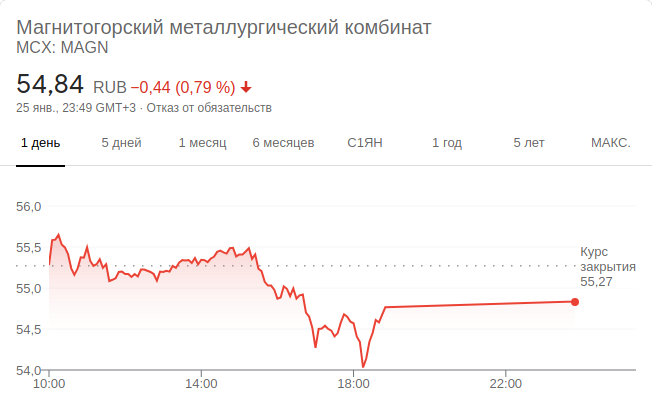 Магнитогорский металлургический комбинат
MCX: MAGN
54,84 RUB −0,44 (0,79 %)
25 янв., 23:49 GMT+3 · Отказ от обязательств
1 день 5 дней 1 месяц 6 месяцев С1ЯН 1 год 5 лет МАКС.
56,0
55,5
55,0
54,5
54,0
Курс
закрытия
55,27
10:00 14:00 18:00 22:00